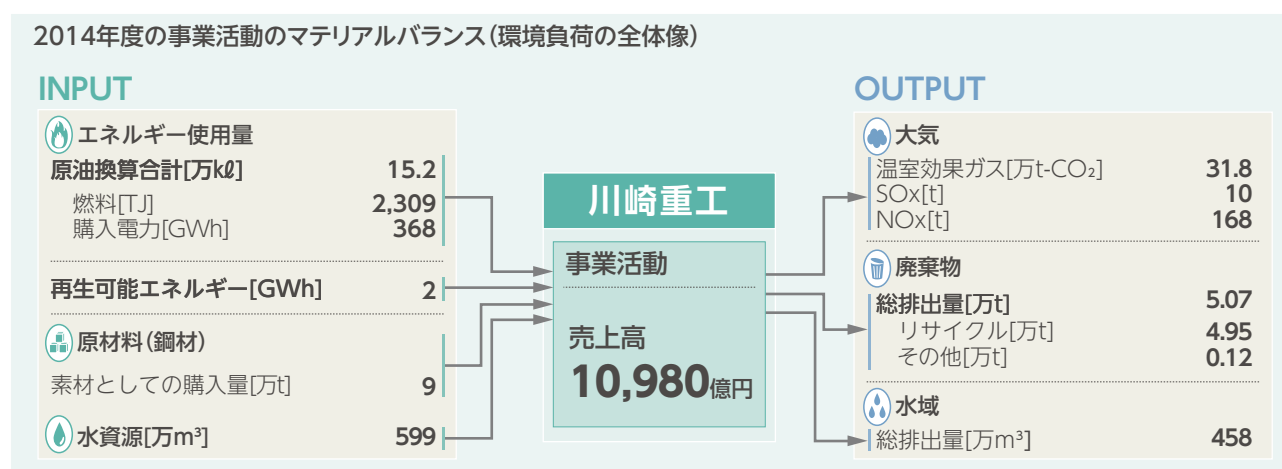 2014年度の事業活動のマテリアルバランス(環境負荷の全体像)
INPUT
エネルギー使用量
原油換算合計[万kℓ] 15.2
燃料[TJ] 2,309
購入電力[GWh] 368
再生可能エネルギー[GWh] 2
原材料(鋼材)
素材としての購入量[万t] 9
水資源[万m³] 599
川崎重工
事業活動
売上高
10,980億円
OUTPUT
大気
温室効果ガス[万t-CO₂] 31.8
SOx[t] 10
NOx[t] 168
廃棄物
総排出量[万t] 5.07
リサイクル[万t] 4.95
その他[万t] 0.12
水域
総排出量[万m³] 458